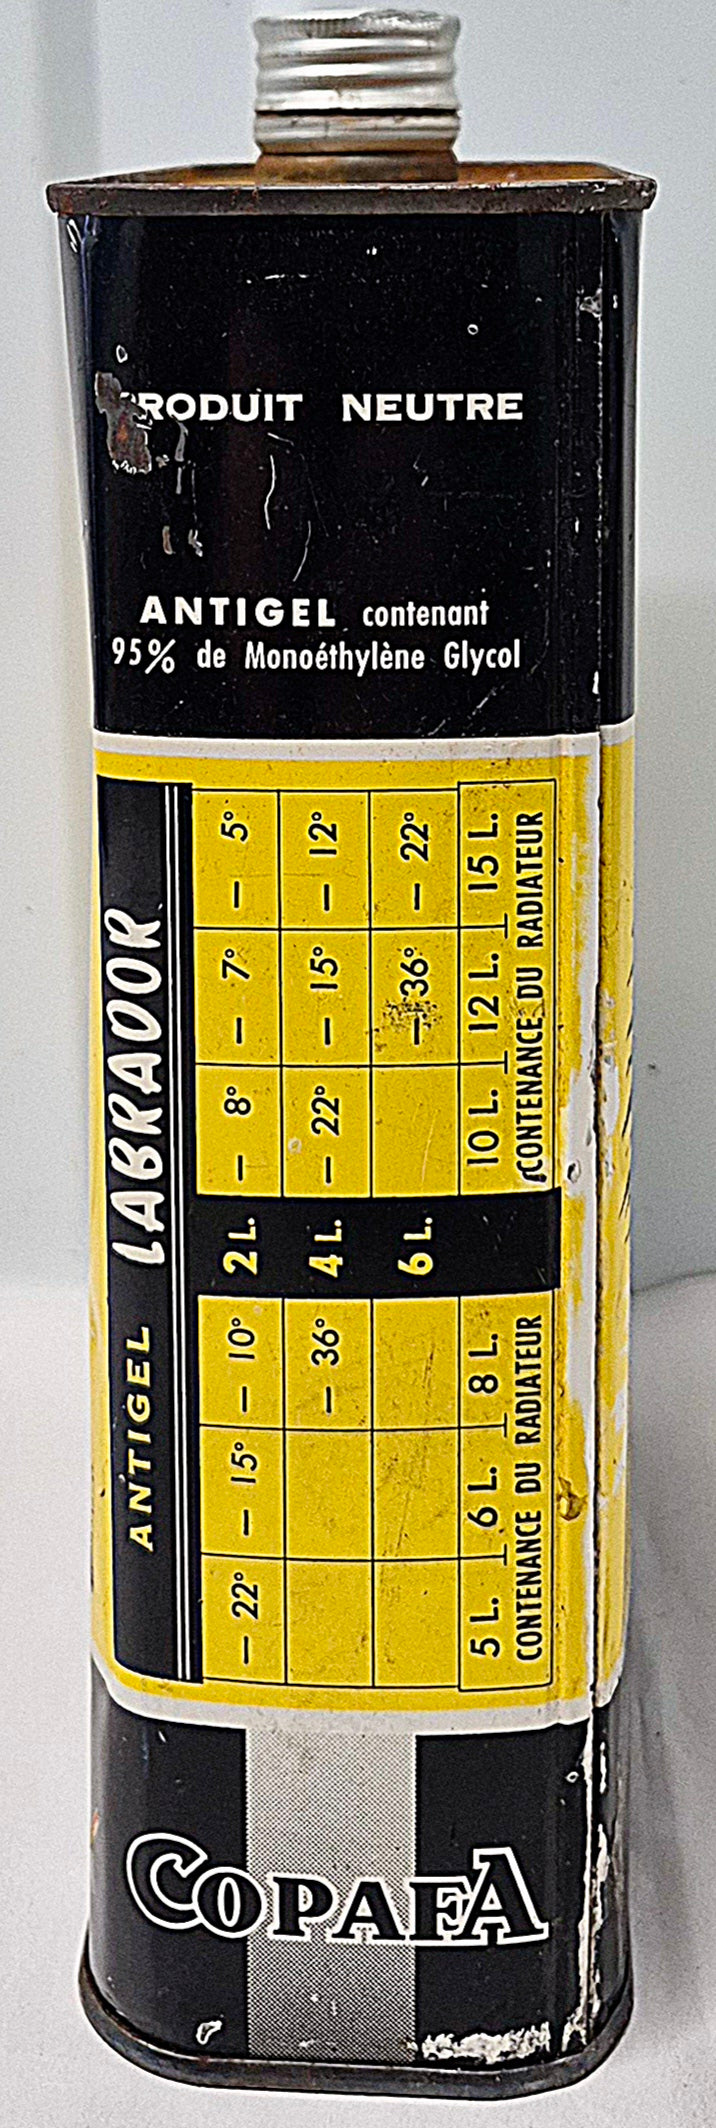 PRODUIT NEUTRE
ANTIGEL contenant
95% de Monoéthylène Glycol
ANTIGEL LABRADOR
— 22° — 15° — 10° 2 L. — 8° — 7° — 5°
— 36° 4 L. — 22° — 15° — 12°
6 L. — 36° — 22°
5 L. 6 L. 8 L. 10 L. 12 L. 15 L.
CONTENANCE DU RADIATEUR CONTENANCE DU RADIATEUR
COPAFA